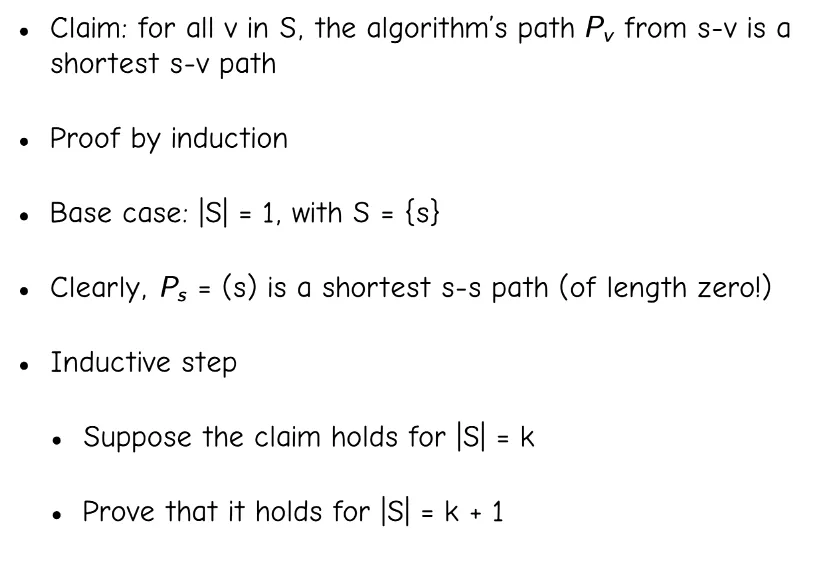 • Claim: for all v in S, the algorithm's path Pᵥ from s-v is a
shortest s-v path
• Proof by induction
• Base case: |S| = 1, with S = {s}
• Clearly, Pₛ = (s) is a shortest s-s path (of length zero!)
• Inductive step
• Suppose the claim holds for |S| = k
• Prove that it holds for |S| = k + 1